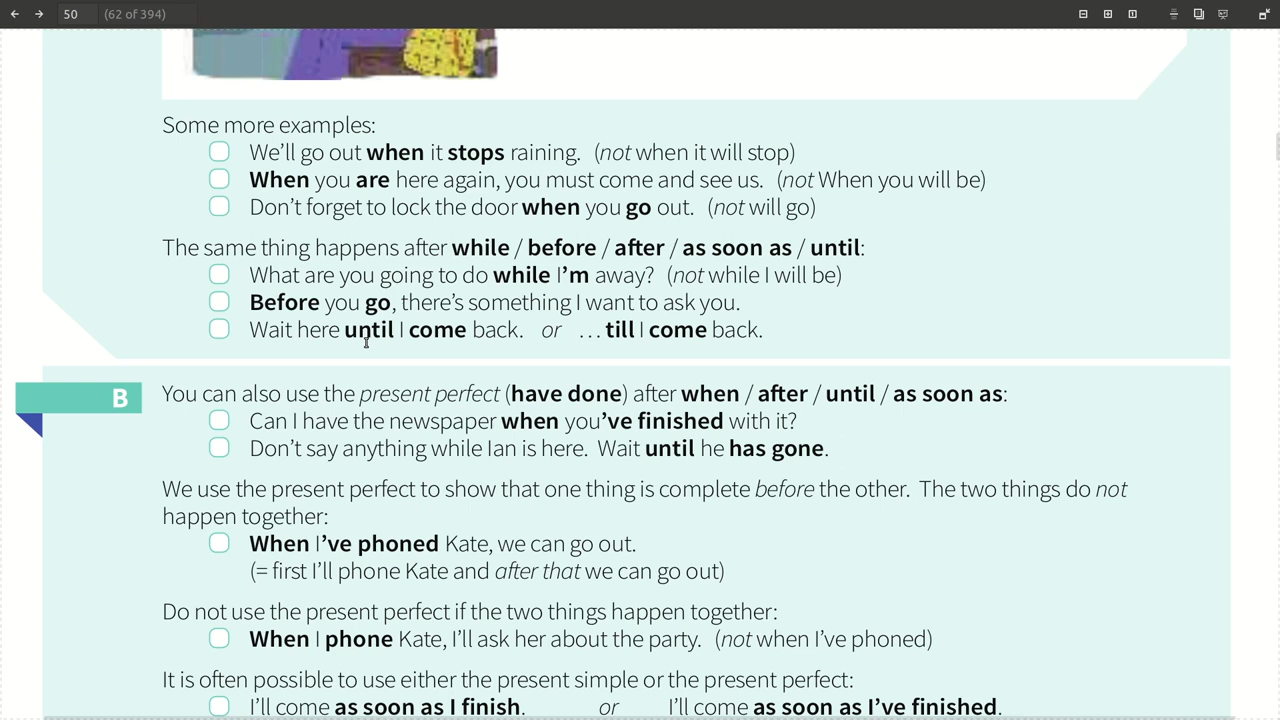 50 (62 of 394)
Some more examples:
We’ll go out when it stops raining. (not when it will stop)
When you are here again, you must come and see us. (not When you will be)
Don’t forget to lock the door when you go out. (not will go)
The same thing happens after while / before / after / as soon as / until:
What are you going to do while I’m away? (not while I will be)
Before you go, there’s something I want to ask you.
Wait here until I come back. or … till I come back.
B
You can also use the present perfect (have done) after when / after / until / as soon as:
Can I have the newspaper when you’ve finished with it?
Don’t say anything while Ian is here. Wait until he has gone.
We use the present perfect to show that one thing is complete before the other. The two things do not
happen together:
When I’ve phoned Kate, we can go out.
(= first I’ll phone Kate and after that we can go out)
Do not use the present perfect if the two things happen together:
When I phone Kate, I’ll ask her about the party. (not when I’ve phoned)
It is often possible to use either the present simple or the present perfect:
I’ll come as soon as I finish. or I’ll come as soon as I’ve finished.